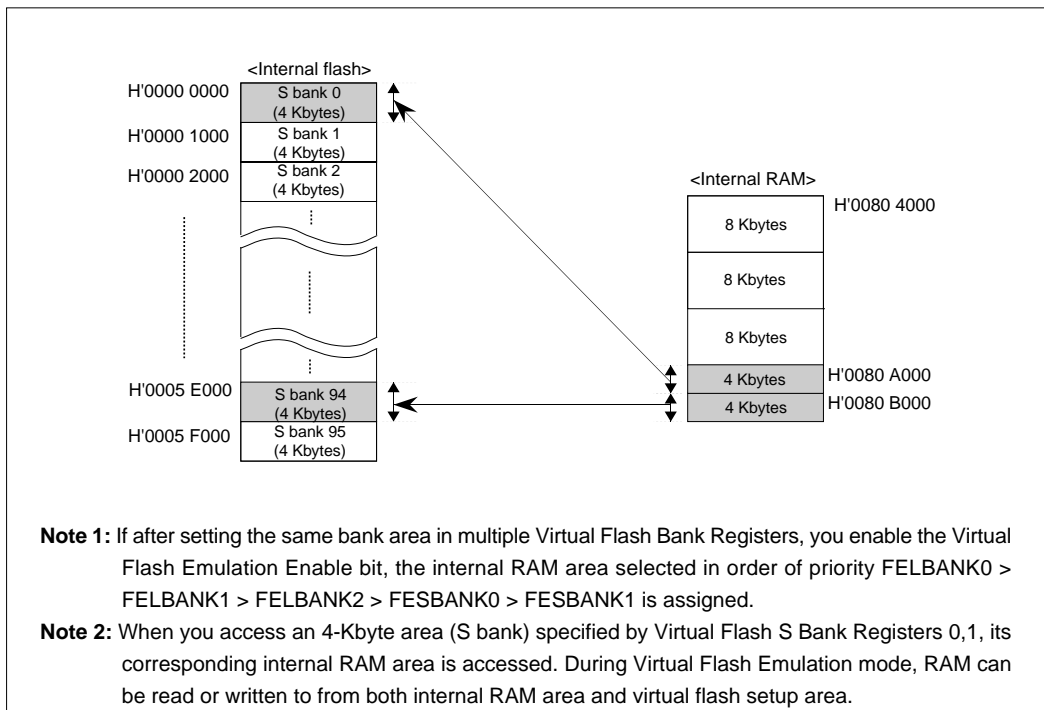 <Internal flash>
H'0000 0000
S bank 0
(4 Kbytes)
H'0000 1000
S bank 1
(4 Kbytes)
H'0000 2000
S bank 2
(4 Kbytes)
H'0005 E000
S bank 94
(4 Kbytes)
H'0005 F000
S bank 95
(4 Kbytes)
<Internal RAM>
H'0080 4000
8 Kbytes
8 Kbytes
8 Kbytes
4 Kbytes
H'0080 A000
4 Kbytes
H'0080 B000
Note 1: If after setting the same bank area in multiple Virtual Flash Bank Registers, you enable the Virtual
Flash Emulation Enable bit, the internal RAM area selected in order of priority FELBANK0 >
FELBANK1 > FELBANK2 > FESBANK0 > FESBANK1 is assigned.
Note 2: When you access an 4-Kbyte area (S bank) specified by Virtual Flash S Bank Registers 0,1, its
corresponding internal RAM area is accessed. During Virtual Flash Emulation mode, RAM can
be read or written to from both internal RAM area and virtual flash setup area.